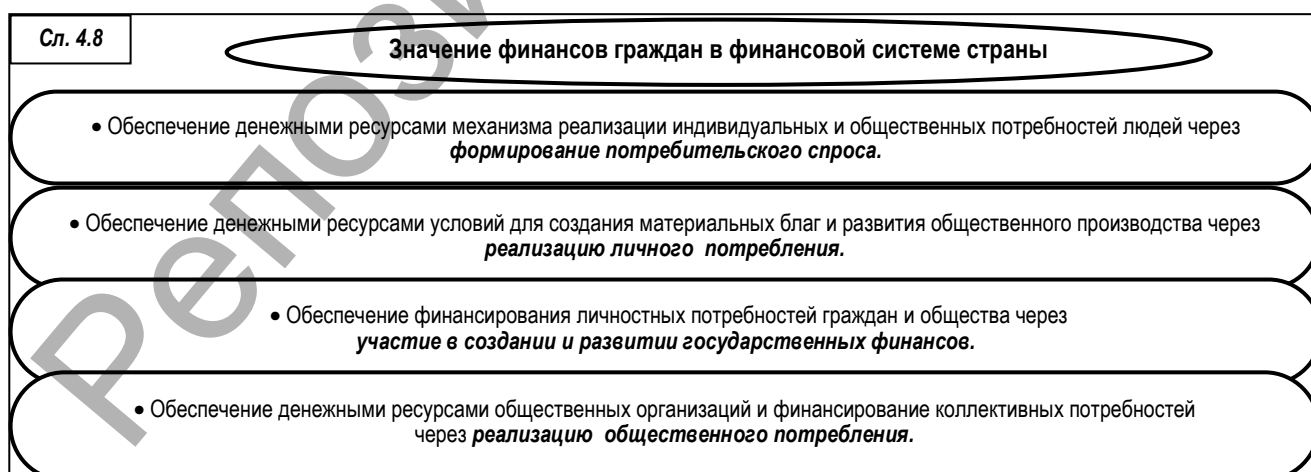 Сл. 4.8
Значение финансов граждан в финансовой системе страны
• Обеспечение денежными ресурсами механизма реализации индивидуальных и общественных потребностей людей через
формирование потребительского спроса.
• Обеспечение денежными ресурсами условий для создания материальных благ и развития общественного производства через
реализацию личного потребления.
• Обеспечение финансирования личностных потребностей граждан и общества через
участие в создании и развитии государственных финансов.
• Обеспечение денежными ресурсами общественных организаций и финансирование коллективных потребностей
через реализацию общественного потребления.
Репози